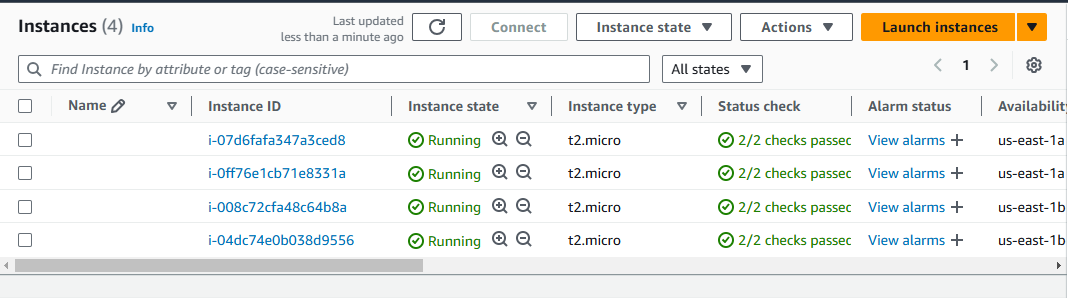 Instances (4) Info Last updated less than a minute ago Connect Instance state Actions Launch instances
Find Instance by attribute or tag (case-sensitive) All states 1
Name Instance ID Instance state Instance type Status check Alarm status Availability
i-07d6fafa347a3ced8 Running t2.micro 2/2 checks passed View alarms + us-east-1a
i-0ff76e1cb71e8331a Running t2.micro 2/2 checks passed View alarms + us-east-1a
i-008c72cfa48c64b8a Running t2.micro 2/2 checks passed View alarms + us-east-1b
i-04dc74e0b038d9556 Running t2.micro 2/2 checks passed View alarms + us-east-1b